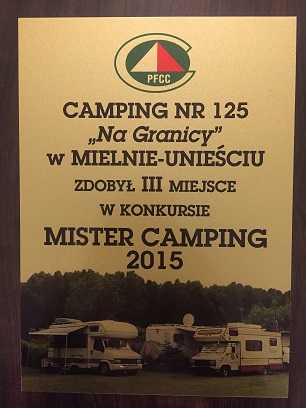 PFCC
CAMPING NR 125
„Na Granicy”
w MIELNIE-UNIEŚCIU
ZDOBYŁ III MIEJSCE
W KONKURSIE
MISTER CAMPING
2015